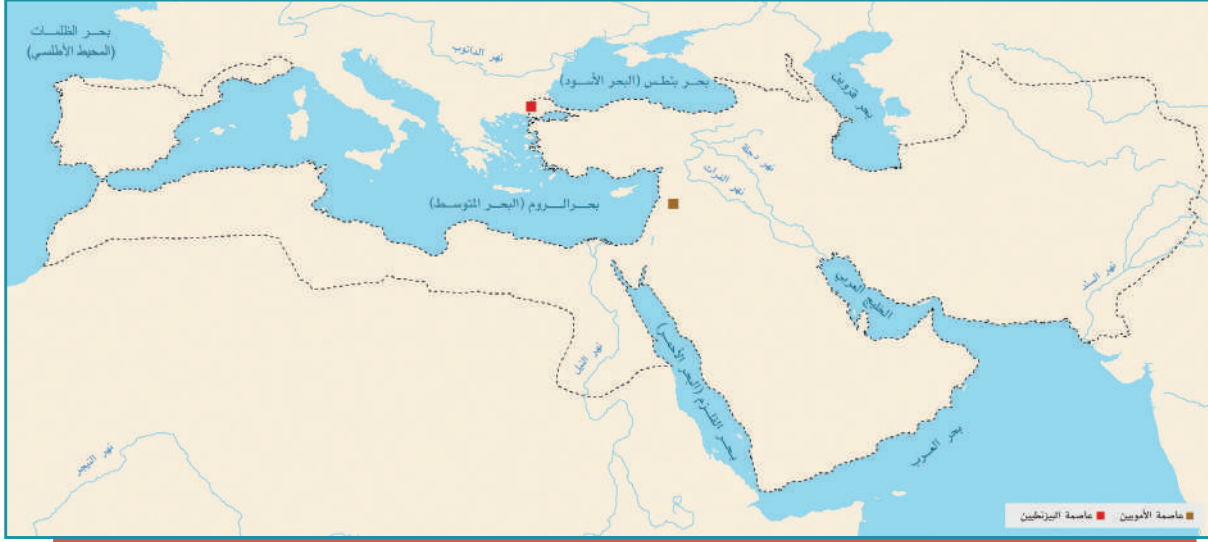 بحر الظلمات
(المحيط الأطلسي)
نهر الدانوب
بحر بنطس (البحر الأسود)
بحر قزوين
نهر دجلة
نهر الفرات
بحر الروم (البحر المتوسط)
نهر السند
الخليج العربي
نهر النيل
بحر القلزم (البحر الأحمر)
بحر العرب
نهر النيجر
عاصمة الأمويين
عاصمة البيزنطيين